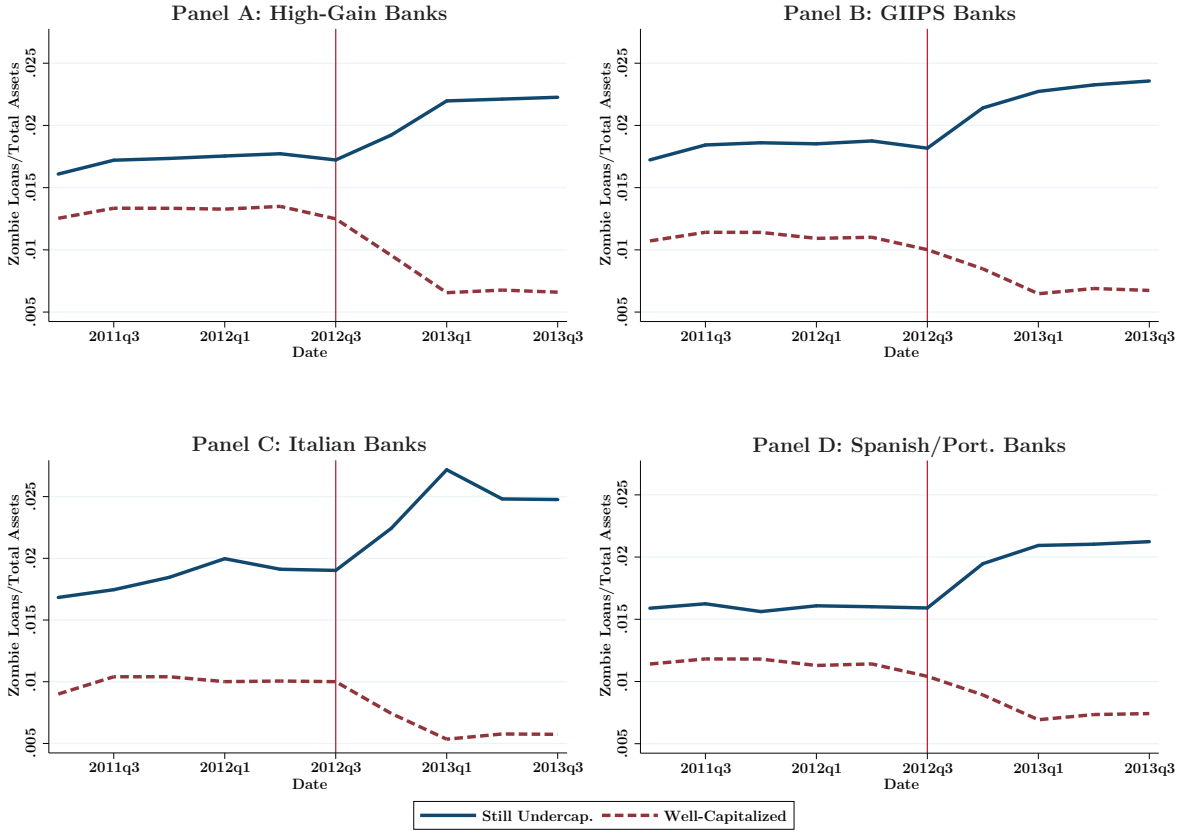 Panel A: High-Gain Banks
Zombie Loans/Total Assets
.025
.02
.015
.01
.005
2011q3 2012q1 2012q3 2013q1 2013q3
Date
Panel B: GIIPS Banks
Zombie Loans/Total Assets
.025
.02
.015
.01
.005
2011q3 2012q1 2012q3 2013q1 2013q3
Date
Panel C: Italian Banks
Zombie Loans/Total Assets
.025
.02
.015
.01
.005
2011q3 2012q1 2012q3 2013q1 2013q3
Date
Panel D: Spanish/Port. Banks
Zombie Loans/Total Assets
.025
.02
.015
.01
.005
2011q3 2012q1 2012q3 2013q1 2013q3
Date
Still Undercap. Well-Capitalized